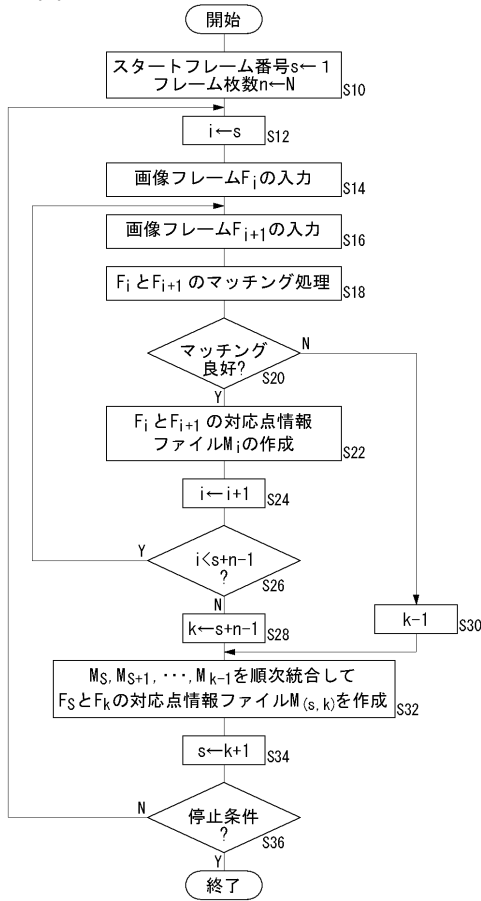 開始
スタートフレーム番号s←1
フレーム枚数n←N
S10
i←s
S12
画像フレームFiの入力
S14
画像フレームFi+1の入力
S16
FiとFi+1のマッチング処理
S18
マッチング
良好?
S20
N
Y
FiとFi+1の対応点情報
ファイルMiの作成
S22
i←i+1
S24
Y
i<s+n-1
?
S26
N
k←s+n-1
S28
k-1
S30
MS,MS+1,···,Mk-1を順次統合して
FSとFkの対応点情報ファイルM(s,k)を作成
S32
s←k+1
S34
N
停止条件
?
S36
Y
終了